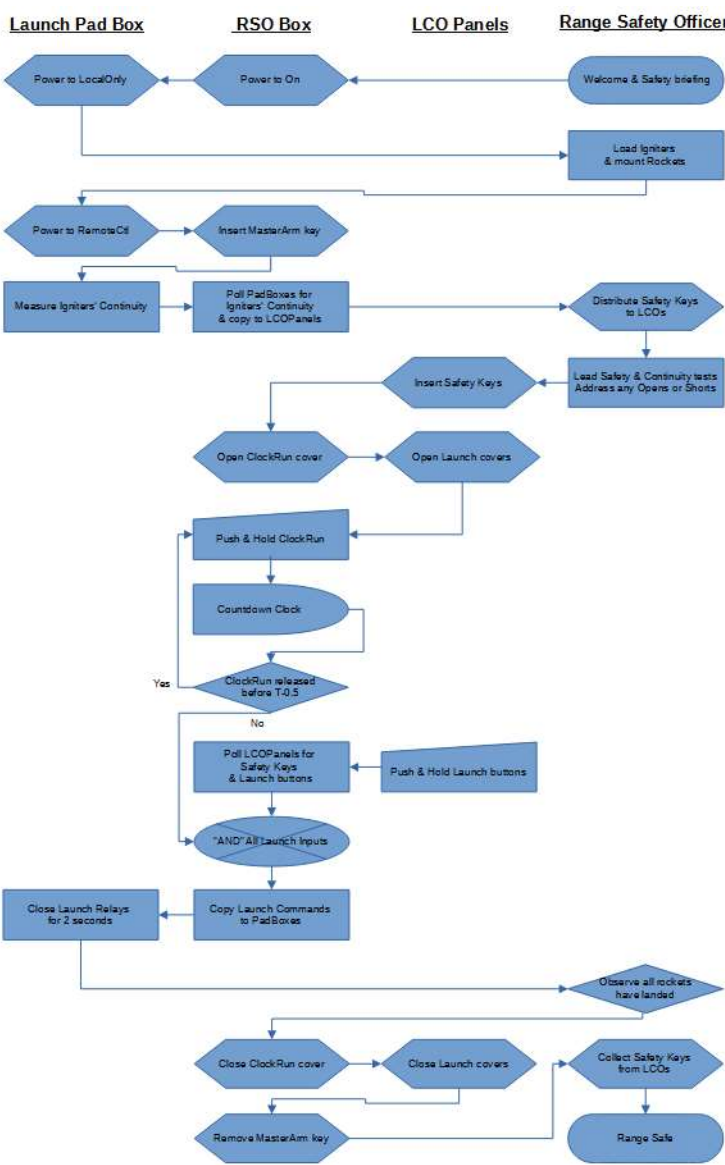 Launch Pad Box
RSO Box
LCO Panels
Range Safety Officer
Power to LocalOnly
Power to On
Welcome & Safety briefing
Load Igniters
& mount Rockets
Power to RemoteCtl
Insert MasterArm key
Measure Igniters' Continuity
Poll PadBoxes for
Igniters' Continuity
& copy to LCOPanels
Distribute Safety Keys
to LCOs
Insert Safety Keys
Lead Safety & Continuity tests
Address any Opens or Shorts
Open ClockRun cover
Open Launch covers
Push & Hold ClockRun
Countdown Clock
Yes
ClockRun released
before T-0.5
No
Poll LCOPanels for
Safety Keys
& Launch buttons
Push & Hold Launch buttons
"AND" All Launch Inputs
Close Launch Relays
for 2 seconds
Copy Launch Commands
to PadBoxes
Observe all rockets
have landed
Close ClockRun cover
Close Launch covers
Collect Safety Keys
from LCOs
Remove MasterArm key
Range Safe